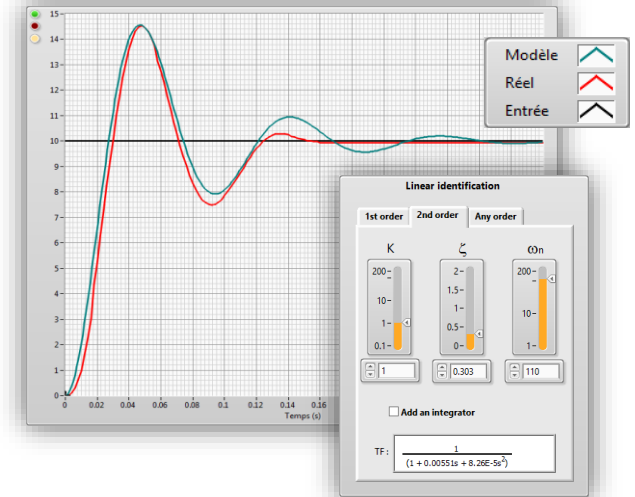 15
14
13
12
11
10
9
8
7
6
5
4
3
2
1
0
0 0.02 0.04 0.06 0.08 0.1 0.12 0.14 0.16
Temps (s)
Modèle
Réel
Entrée
Linear identification
1st order 2nd order Any order
K ζ ωn
200 10 1 0.1
2 1.5 1 0.5 0
200 10 1
1 0.303 110
Add an integrator
TF : 1
(1 + 0.00551s + 8.26E-5s²)